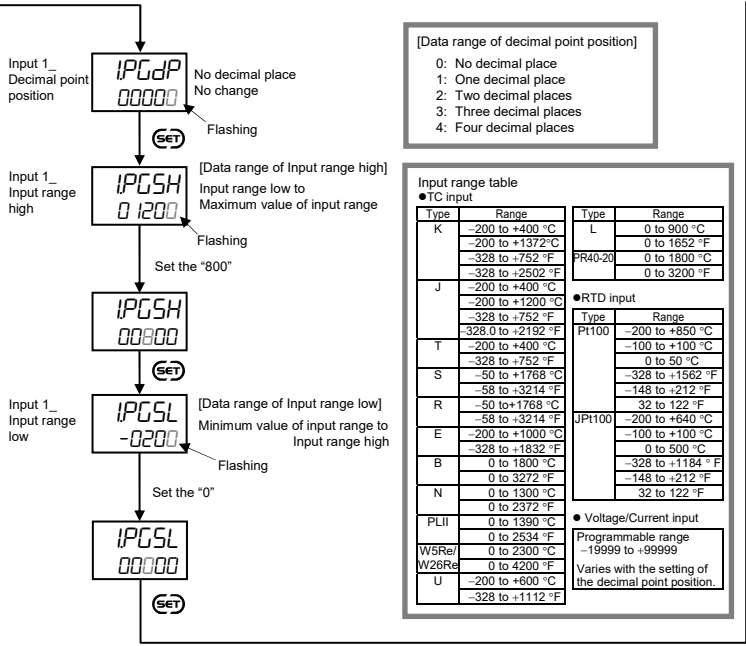 Input 1_
Decimal point
position
1.PGdP
00000
No decimal place
No change
Flashing
SET
Input 1_
Input range
high
1.PGSH
01200
[Data range of Input range high]
Input range low to
Maximum value of input range
Flashing
Set the “800”
1.PGSH
00800
SET
Input 1_
Input range
low
1.PGSL
-0200
[Data range of Input range low]
Minimum value of input range to
Input range high
Flashing
Set the “0”
1.PGSL
00000
SET
[Data range of decimal point position]
0: No decimal place
1: One decimal place
2: Two decimal places
3: Three decimal places
4: Four decimal places
Input range table
●TC input
Type Range
K −200 to +400 °C
−200 to +1372°C
−328 to +752 °F
−328 to +2502 °F
J −200 to +400 °C
−200 to +1200 °C
−328 to +752 °F
−328.0 to +2192 °F
T −200 to +400 °C
−328 to +752 °F
S −50 to +1768 °C
−58 to +3214 °F
R −50 to+1768 °C
−58 to +3214 °F
E −200 to +1000 °C
−328 to +1832 °F
B 0 to 1800 °C
0 to 3272 °F
N 0 to 1300 °C
0 to 2372 °F
PLII 0 to 1390 °C
0 to 2534 °F
W5Re/ 0 to 2300 °C
W26Re 0 to 4200 °F
U −200 to +600 °C
−328 to +1112 °F
Type Range
L 0 to 900 °C
0 to 1652 °F
PR40-20 0 to 1800 °C
0 to 3200 °F
●RTD input
Type Range
Pt100 −200 to +850 °C
−100 to +100 °C
0 to 50 °C
−328 to +1562 °F
−148 to +212 °F
32 to 122 °F
JPt100 −200 to +640 °C
−100 to +100 °C
0 to 500 °C
−328 to +1184 ° F
−148 to +212 °F
32 to 122 °F
● Voltage/Current input
Programmable range
−19999 to +99999
Varies with the setting of
the decimal point position.